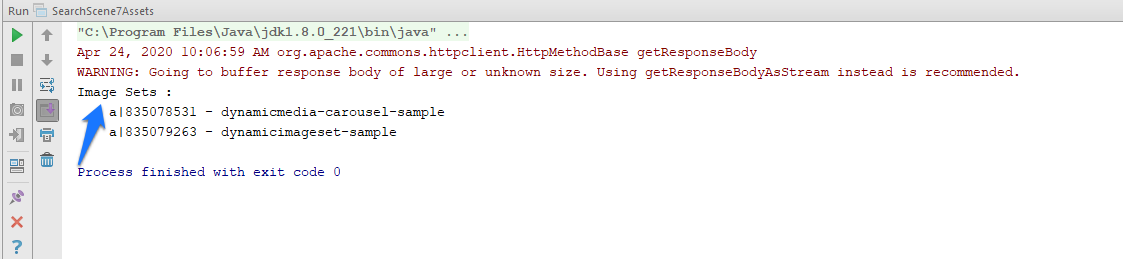 Run SearchScene7Assets
"C:\Program Files\Java\jdk1.8.0_221\bin\java" ...
Apr 24, 2020 10:06:59 AM org.apache.commons.httpclient.HttpMethodBase getResponseBody
WARNING: Going to buffer response body of large or unknown size. Using getResponseBodyAsStream instead is recommended.
Image Sets :
a|835078531 - dynamicmedia-carousel-sample
a|835079263 - dynamicimageset-sample
Process finished with exit code 0